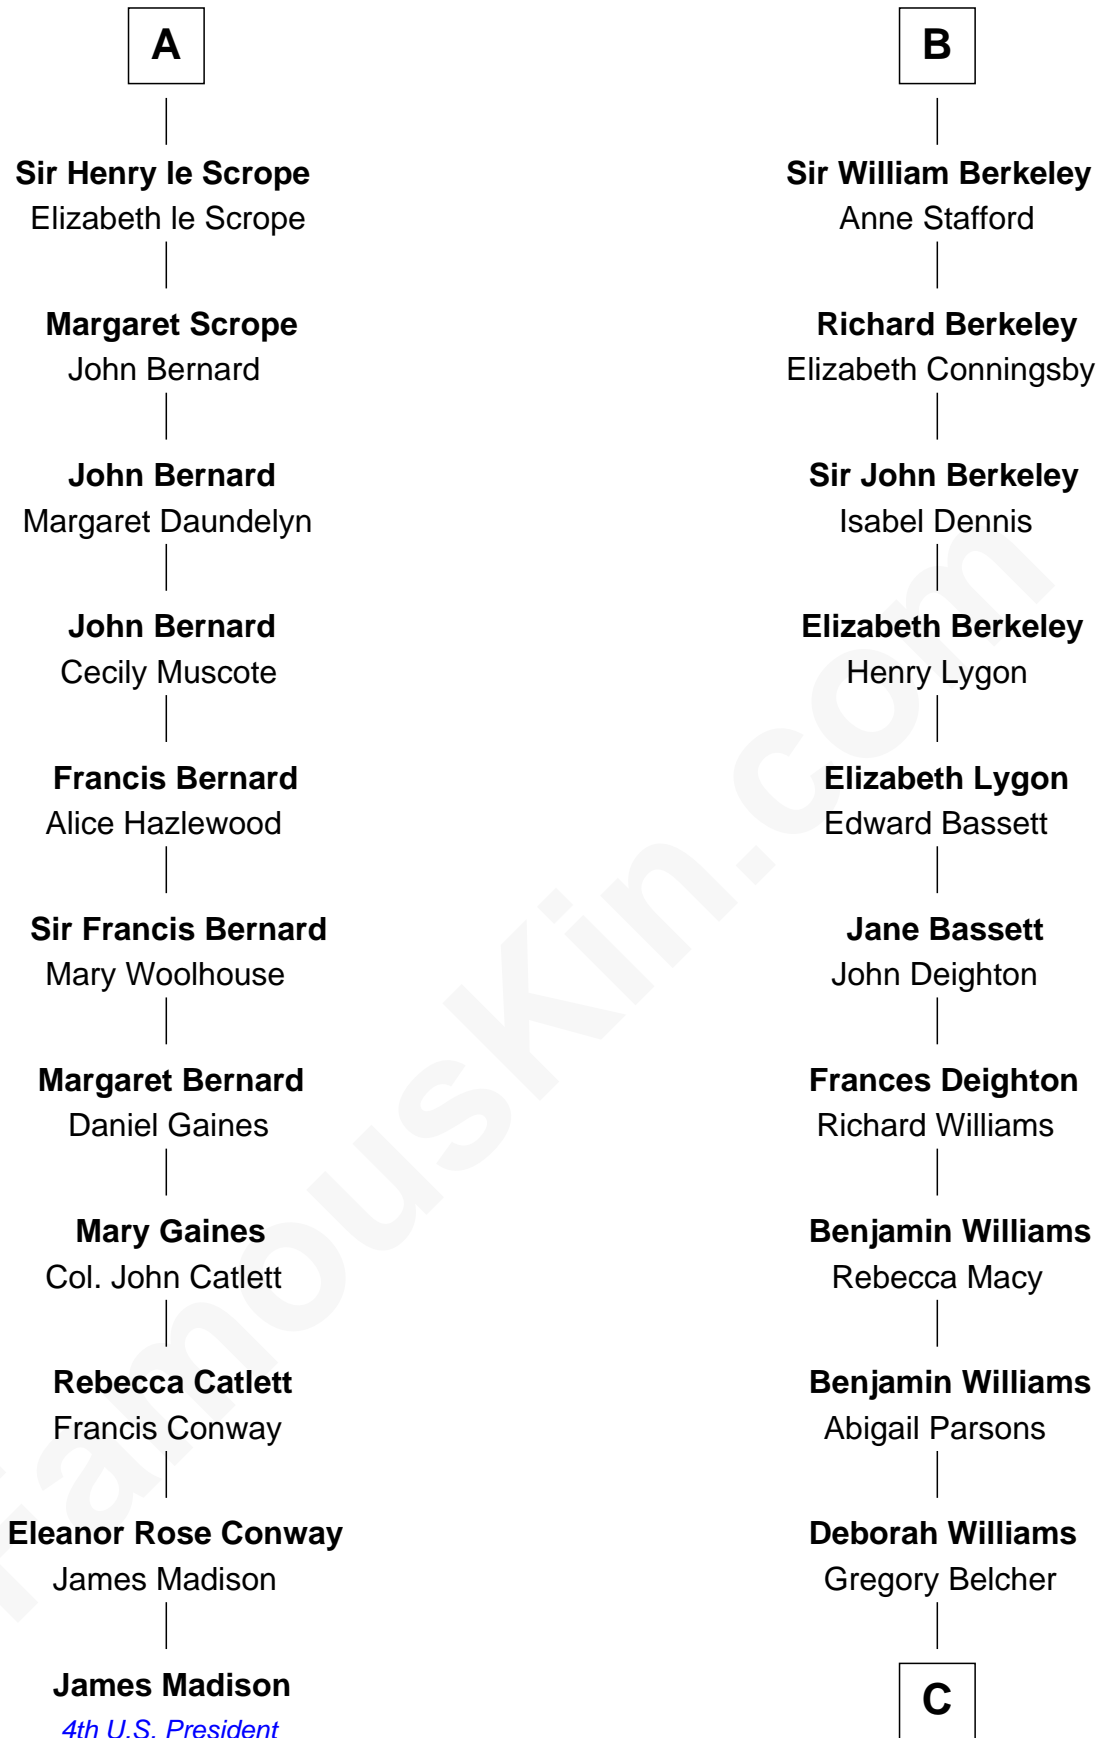 A
Sir Henry le Scrope
Elizabeth le Scrope
Margaret Scrope
John Bernard
John Bernard
Margaret Daundelyn
John Bernard
Cecily Muscote
Francis Bernard
Alice Hazlewood
Sir Francis Bernard
Mary Woolhouse
Margaret Bernard
Daniel Gaines
Mary Gaines
Col. John Catlett
Rebecca Catlett
Francis Conway
Eleanor Rose Conway
James Madison
James Madison
4th U.S. President
B
Sir William Berkeley
Anne Stafford
Richard Berkeley
Elizabeth Conningsby
Sir John Berkeley
Isabel Dennis
Elizabeth Berkeley
Henry Lygon
Elizabeth Lygon
Edward Bassett
Jane Bassett
John Deighton
Frances Deighton
Richard Williams
Benjamin Williams
Rebecca Macy
Benjamin Williams
Abigail Parsons
Deborah Williams
Gregory Belcher
C
FamousKin.com